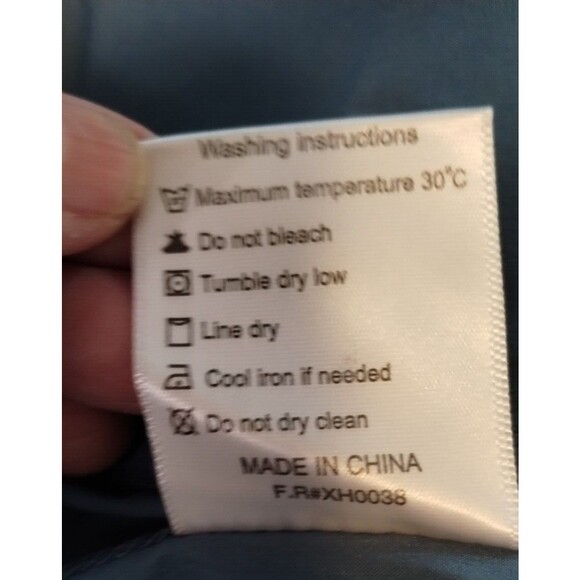 Washing instructions
Maximum temperature 30°C
Do not bleach
Tumble dry low
Line dry
Cool iron if needed
Do not dry clean
MADE IN CHINA
F.R#XH0038